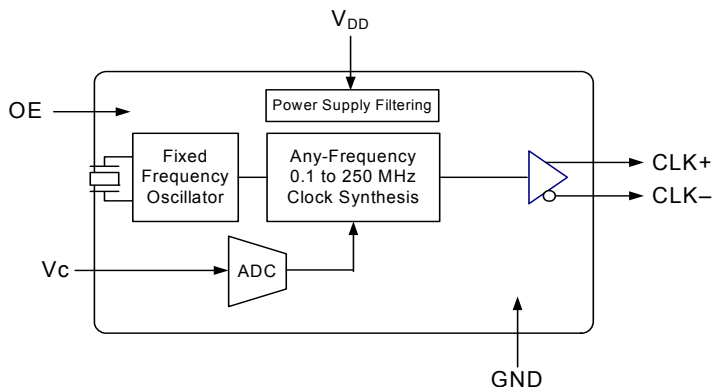 V_DD
OE
Power Supply Filtering
Fixed
Frequency
Oscillator
Any-Frequency
0.1 to 250 MHz
Clock Synthesis
CLK+
CLK–
Vc
ADC
GND